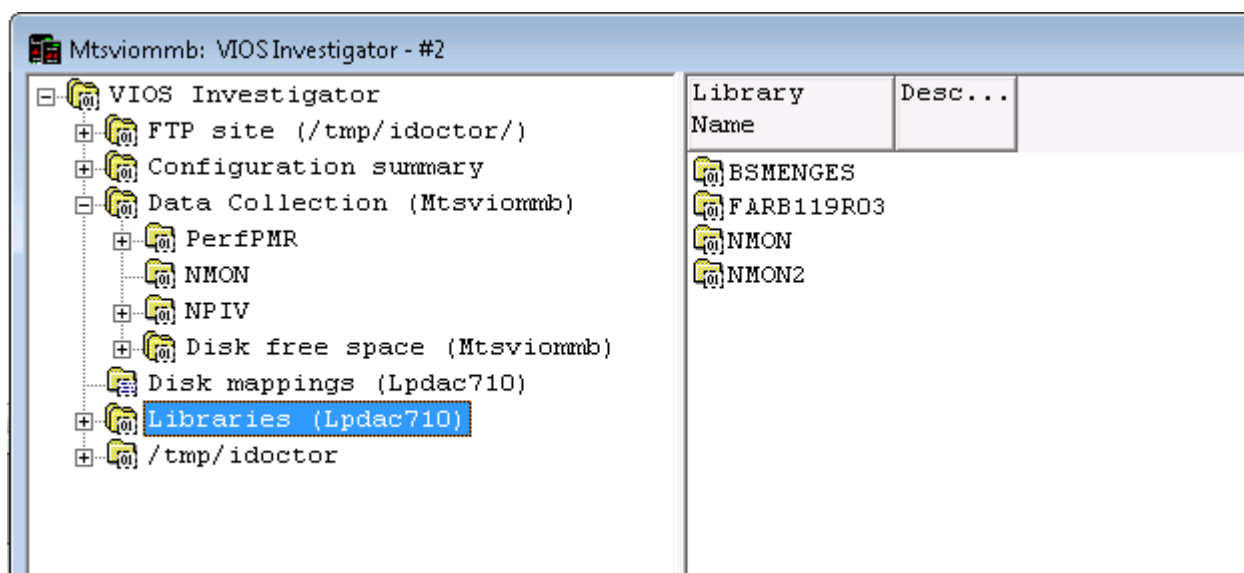 Mtsviommb: VIOS Investigator - #2
VIOS Investigator
FTP site (/tmp/idoctor/)
Configuration summary
Data Collection (Mtsviommb)
PerfPMR
NMON
NPIV
Disk free space (Mtsviommb)
Disk mappings (Lpdac710)
Libraries (Lpdac710)
/tmp/idoctor
Library Name
Desc...
BSMENGES
FARB119R03
NMON
NMON2